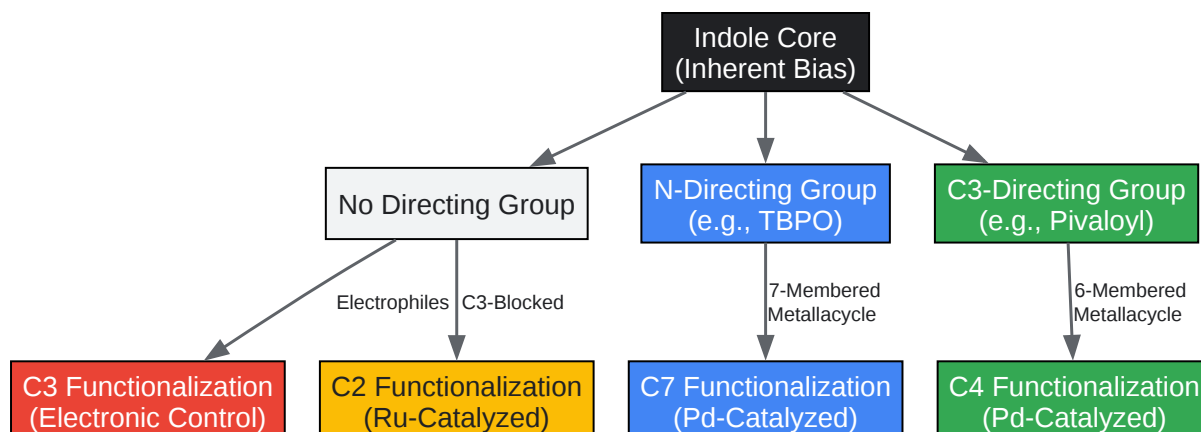 Indole Core
(Inherent Bias)
No Directing Group
N-Directing Group
(e.g., TBPO)
C3-Directing Group
(e.g., Pivaloyl)
Electrophiles
C3-Blocked
7-Membered
Metallacycle
6-Membered
Metallacycle
C3 Functionalization
(Electronic Control)
C2 Functionalization
(Ru-Catalyzed)
C7 Functionalization
(Pd-Catalyzed)
C4 Functionalization
(Pd-Catalyzed)